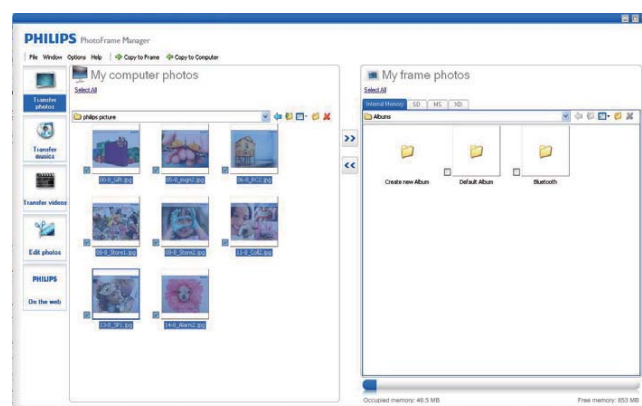 PHILIPS PhotoFrame Manager
File Window Options Help Copy to Frame Copy to Computer
Transfer photos
Transfer musics
Transfer videos
Edit photos
PHILIPS
On the web
My computer photos
Select All
philips picture
My frame photos
Select All
Internal Memory SD MS XD
Albums
Create new Album Default Album Bluetooth
Occupied memory: 48.5 MB Free memory: 853 MB